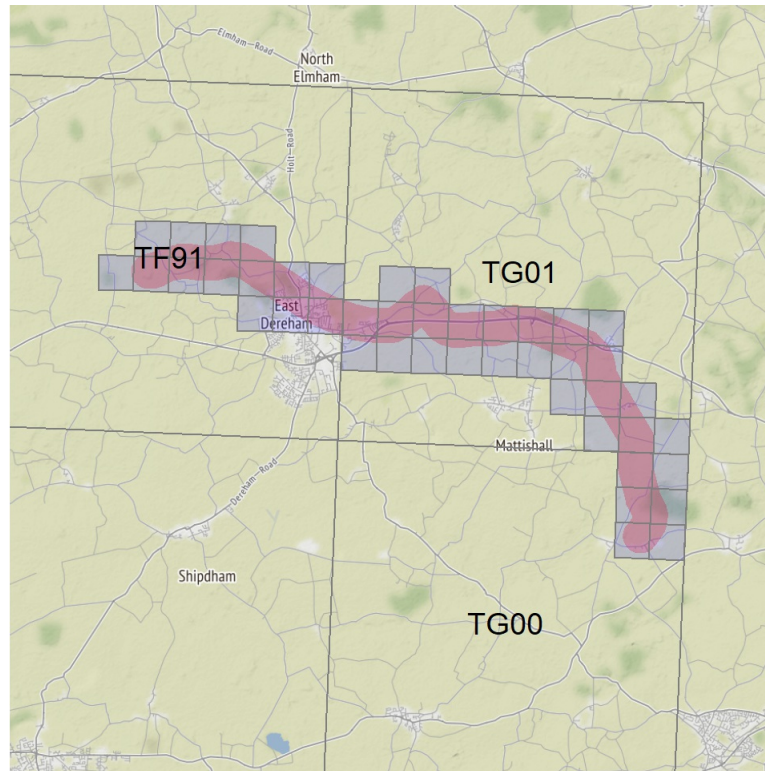 Elmham—Road
North
Elmham
Holt—Road
TF91
TG01
East
Dereham
Mattishall
Dereham—Road
Shipdham
TG00